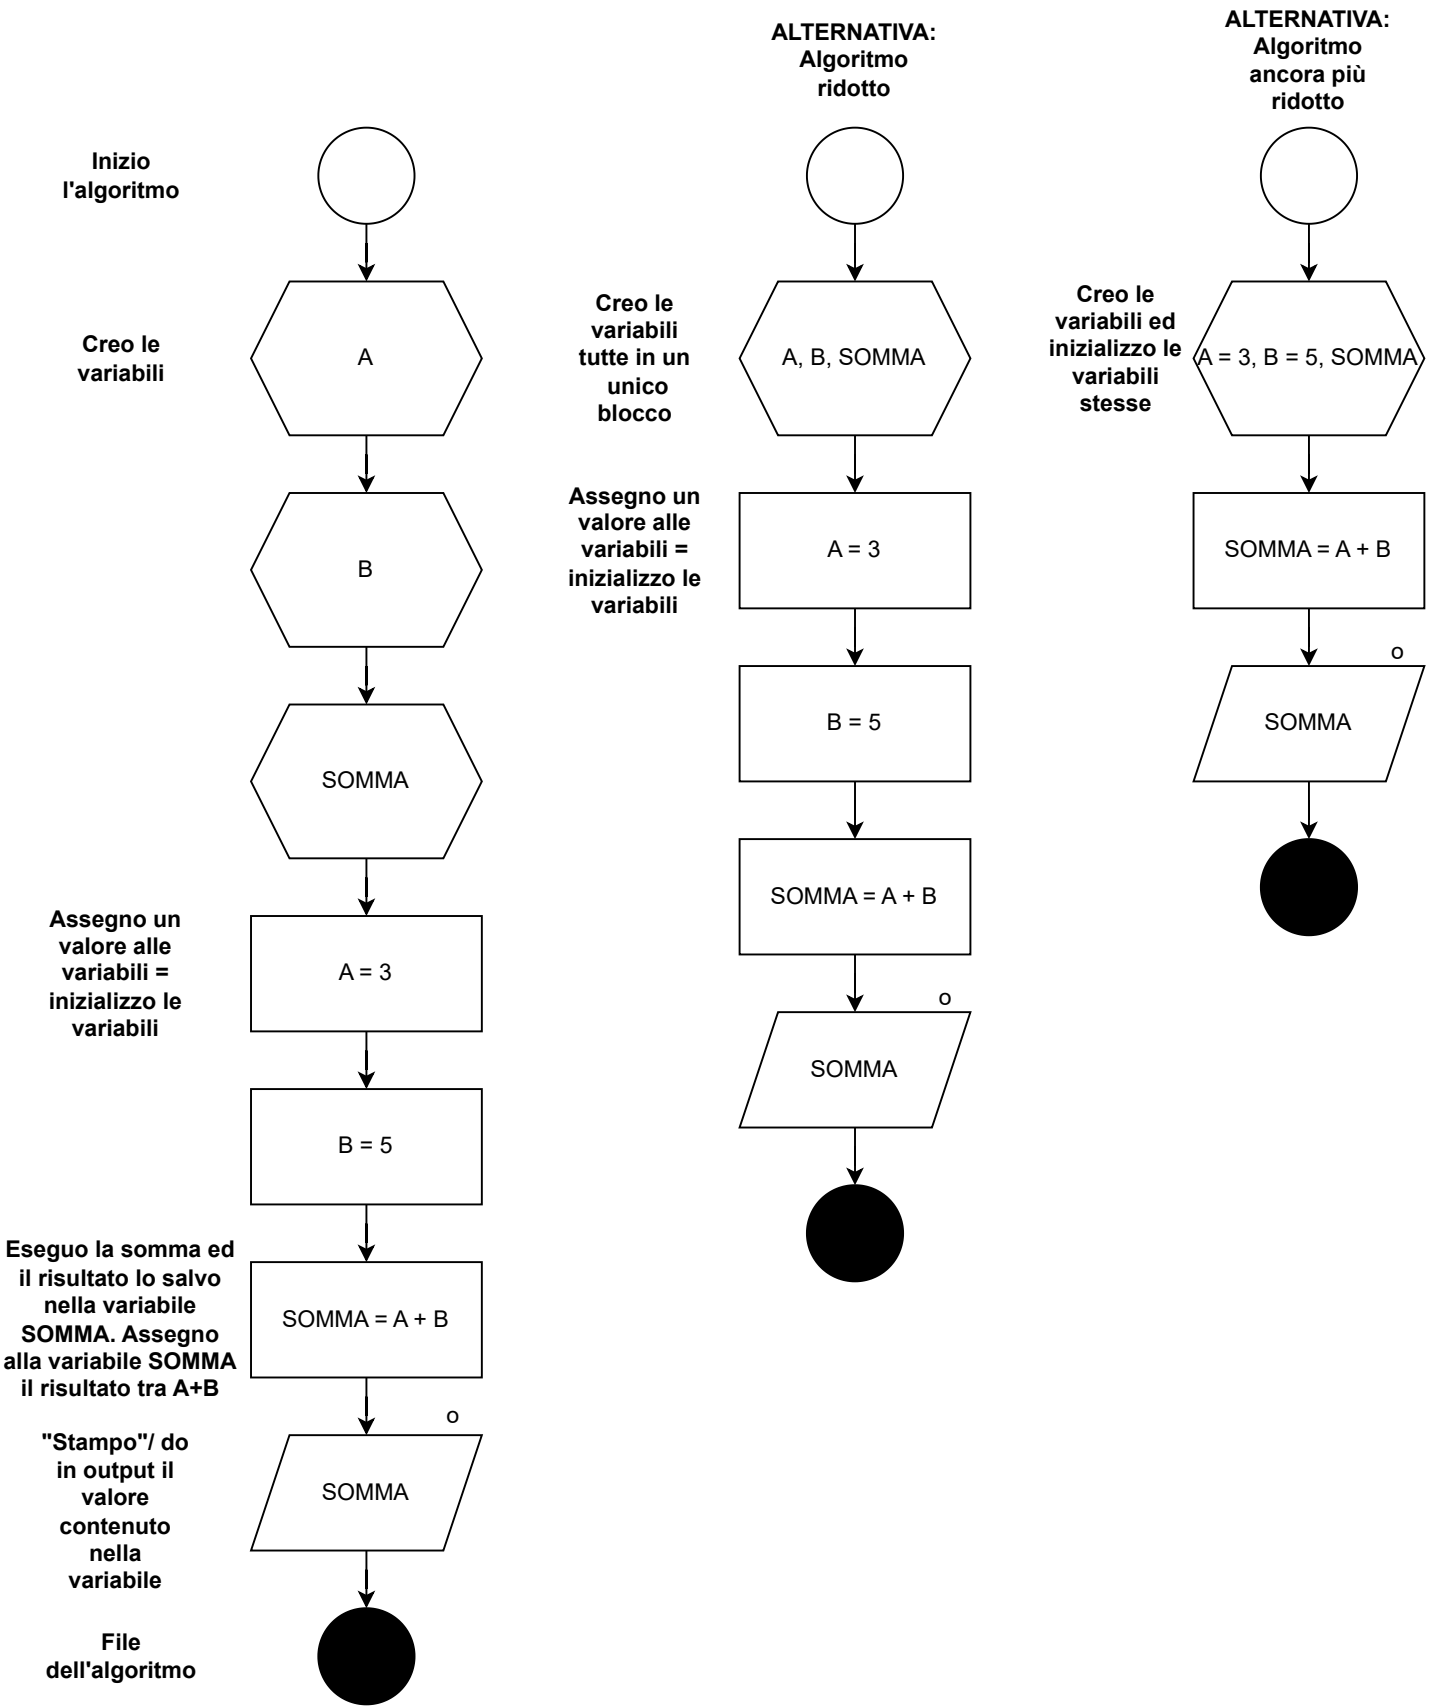 Inizio
l'algoritmo
Creo le
variabili
A
B
SOMMA
Assegno un
valore alle
variabili =
inizializzo le
variabili
A = 3
B = 5
Eseguo la somma ed
il risultato lo salvo
nella variabile
SOMMA. Assegno
alla variabile SOMMA
il risultato tra A+B
SOMMA = A + B
"Stampo"/ do
in output il
valore
contenuto
nella
variabile
o
SOMMA
File
dell'algoritmo
ALTERNATIVA:
Algoritmo
ridotto
Creo le
variabili
tutte in un
unico
blocco
A, B, SOMMA
Assegno un
valore alle
variabili =
inizializzo le
variabili
A = 3
B = 5
SOMMA = A + B
o
SOMMA
ALTERNATIVA:
Algoritmo
ancora più
ridotto
Creo le
variabili ed
inizializzo le
variabili
stesse
A = 3, B = 5, SOMMA
SOMMA = A + B
o
SOMMA